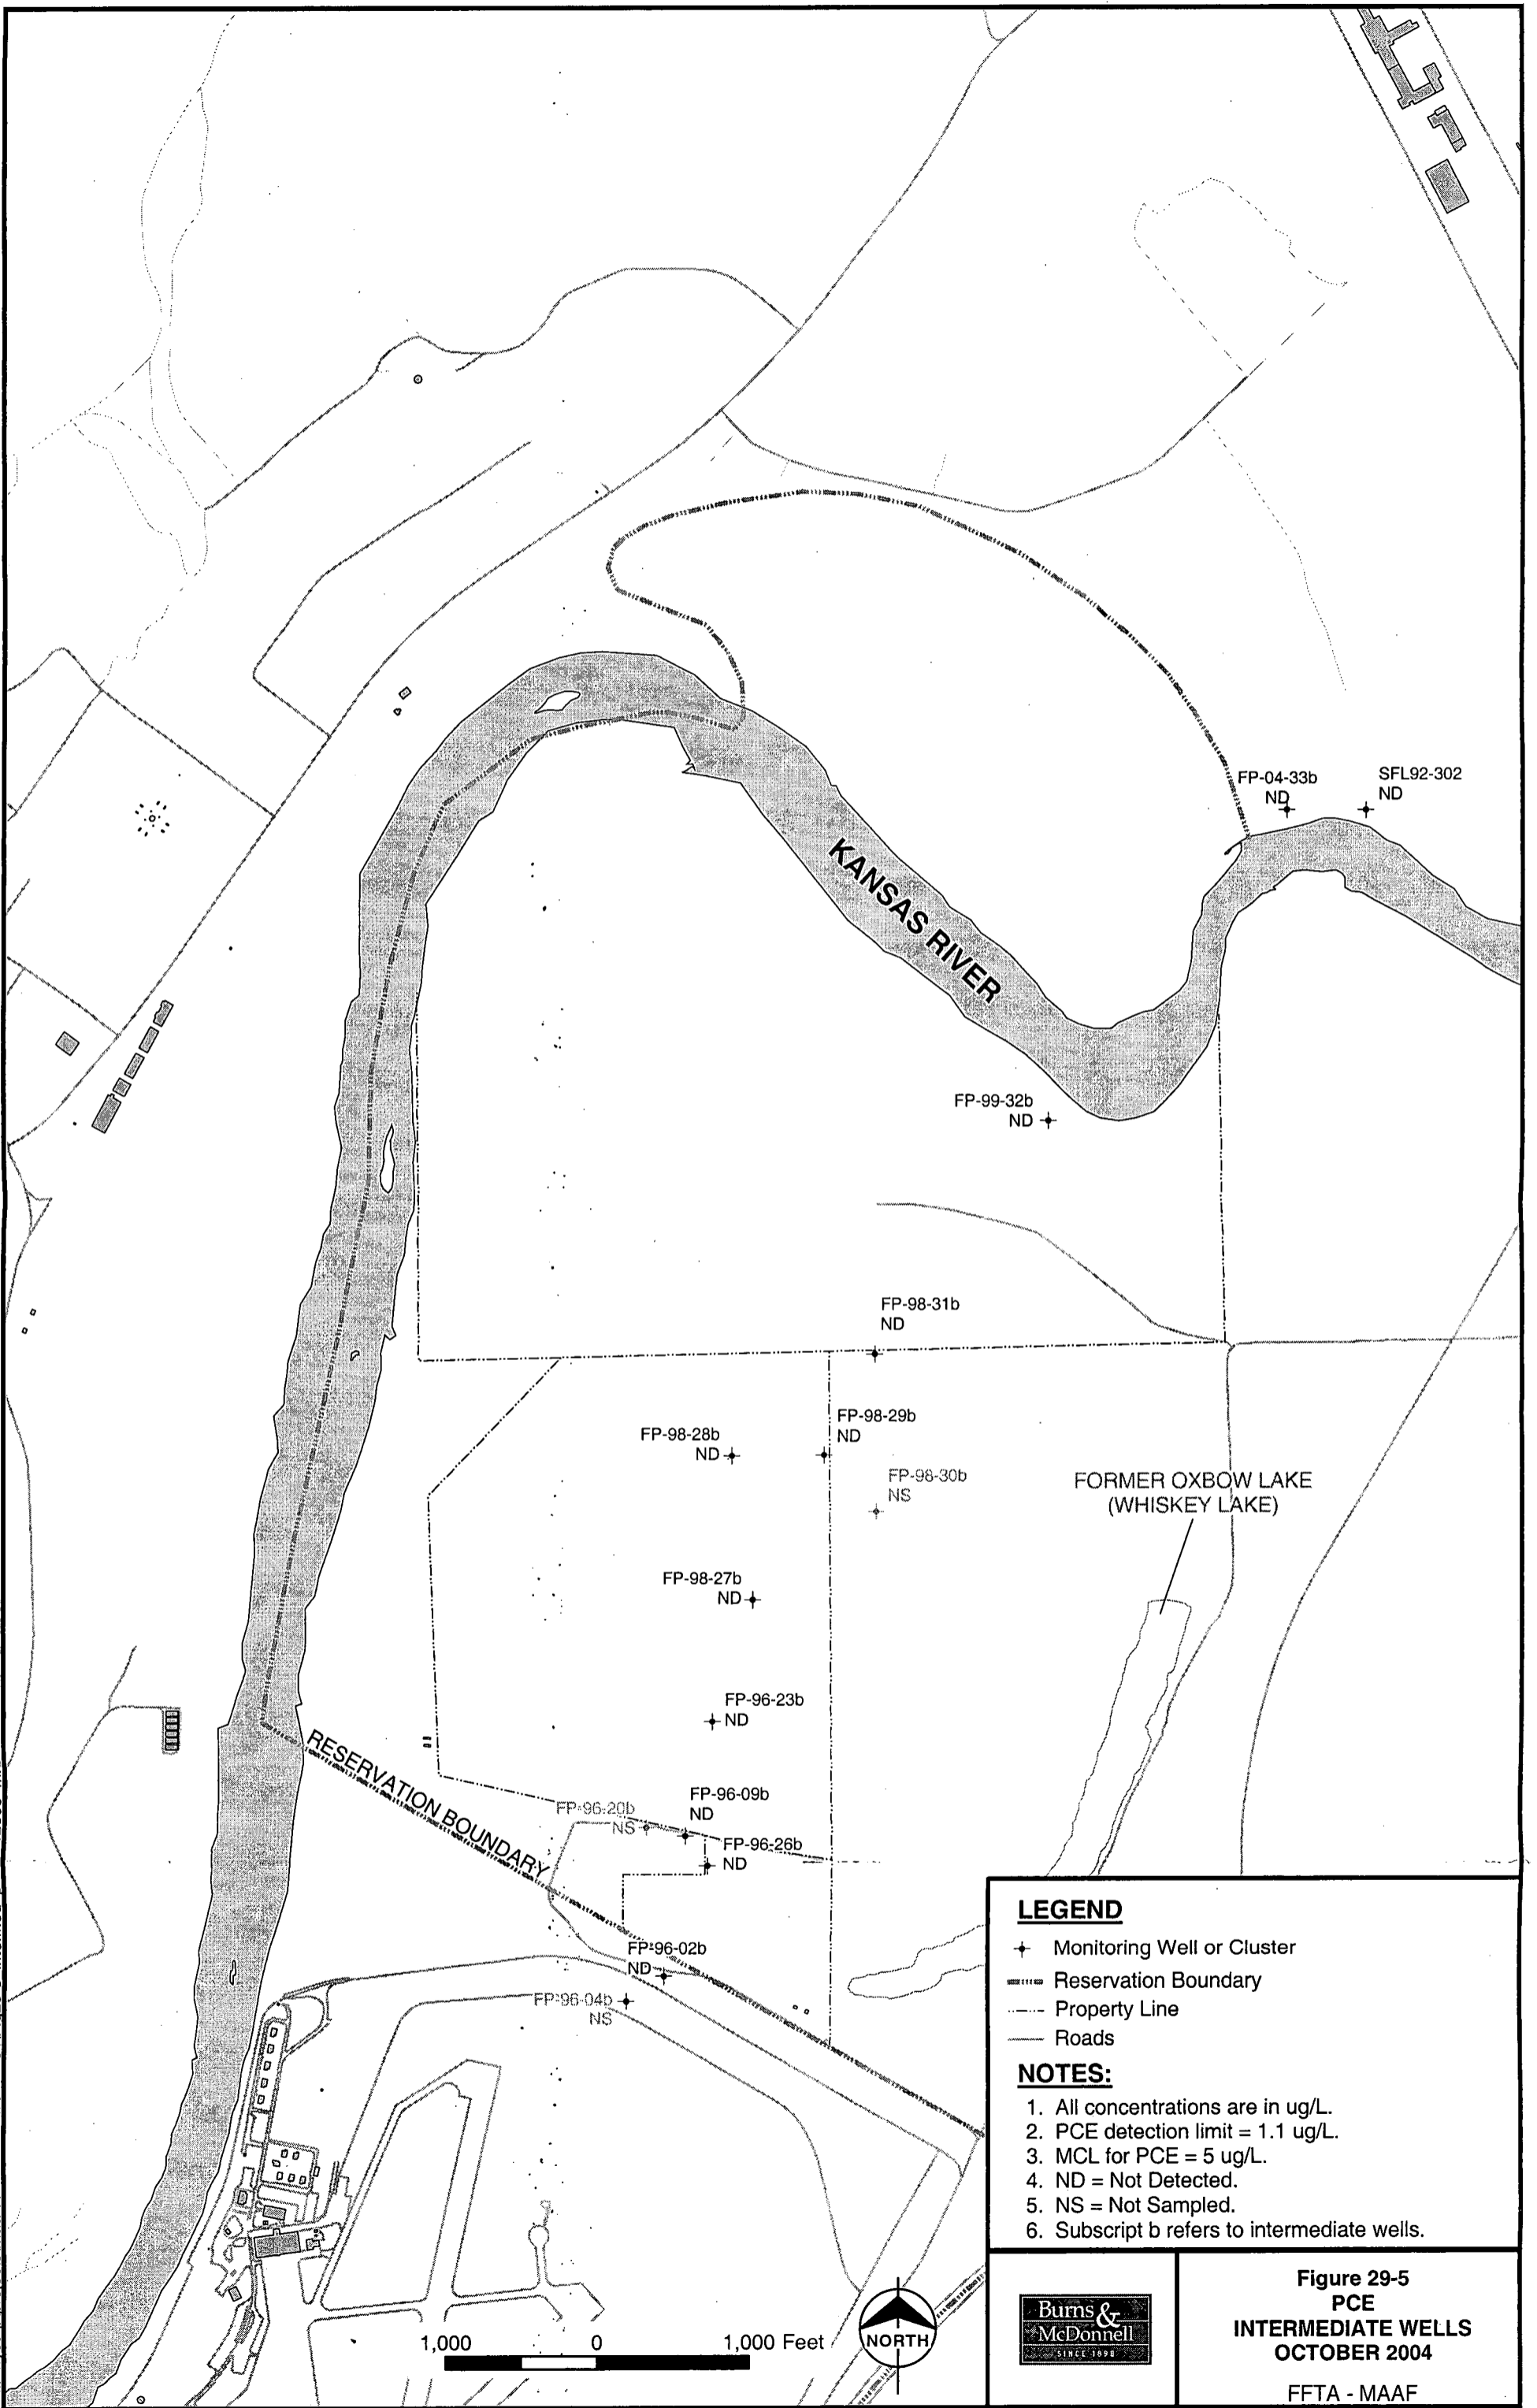 FP-04-33b
ND
SFL92-302
ND
KANSAS RIVER
FP-99-32b
ND
FP-98-31b
ND
FP-98-28b
ND
FP-98-29b
ND
FP-98-30b
NS
FORMER OXBOW LAKE
(WHISKEY LAKE)
FP-98-27b
ND
FP-96-23b
ND
RESERVATION BOUNDARY
FP-96-20b
NS
FP-96-09b
ND
FP-96-26b
ND
FP-96-02b
ND
FP-96-04b
NS
LEGEND
Monitoring Well or Cluster
Reservation Boundary
Property Line
Roads
NOTES:
1. All concentrations are in ug/L.
2. PCE detection limit = 1.1 ug/L.
3. MCL for PCE = 5 ug/L.
4. ND = Not Detected.
5. NS = Not Sampled.
6. Subscript b refers to intermediate wells.
1,000 0 1,000 Feet
NORTH
Burns &
McDonnell
SINCE 1898
Figure 29-5
PCE
INTERMEDIATE WELLS
OCTOBER 2004
FFTA - MAAF